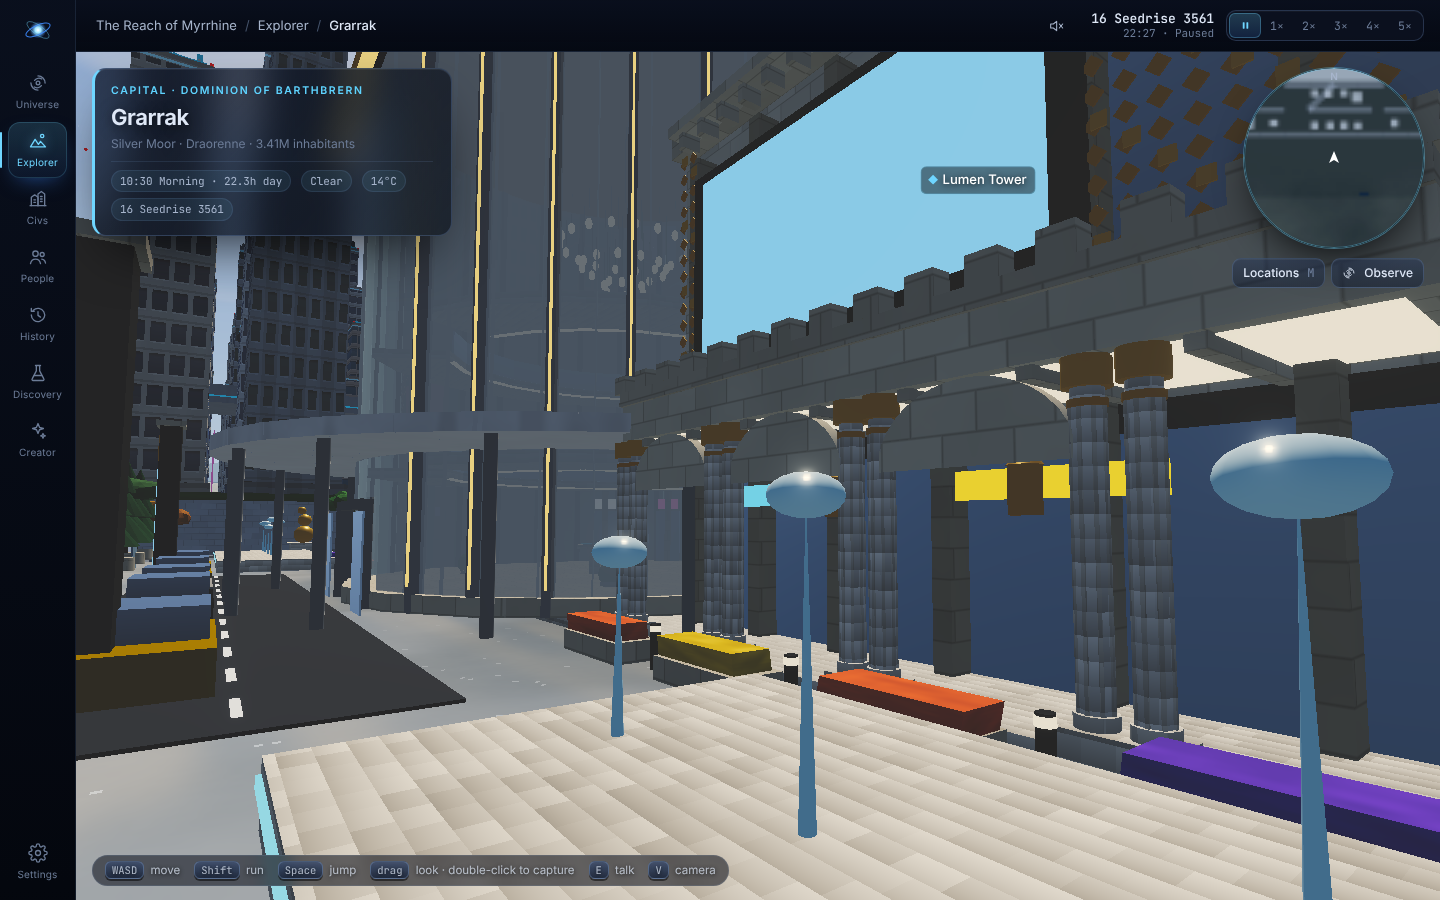 The Reach of Myrrhine / Explorer / Grarrak
16 Seedrise 3561
22:27 · Paused
1× 2× 3× 4× 5×
Universe
Explorer
Civs
People
History
Discovery
Creator
Settings
CAPITAL · DOMINION OF BARTHBRERN
Grarrak
Silver Moor · Draorenne · 3.41M inhabitants
10:30 Morning · 22.3h day Clear 14°C
16 Seedrise 3561
Lumen Tower
N
Locations M
Observe
WASD move Shift run Space jump drag look · double-click to capture E talk V camera